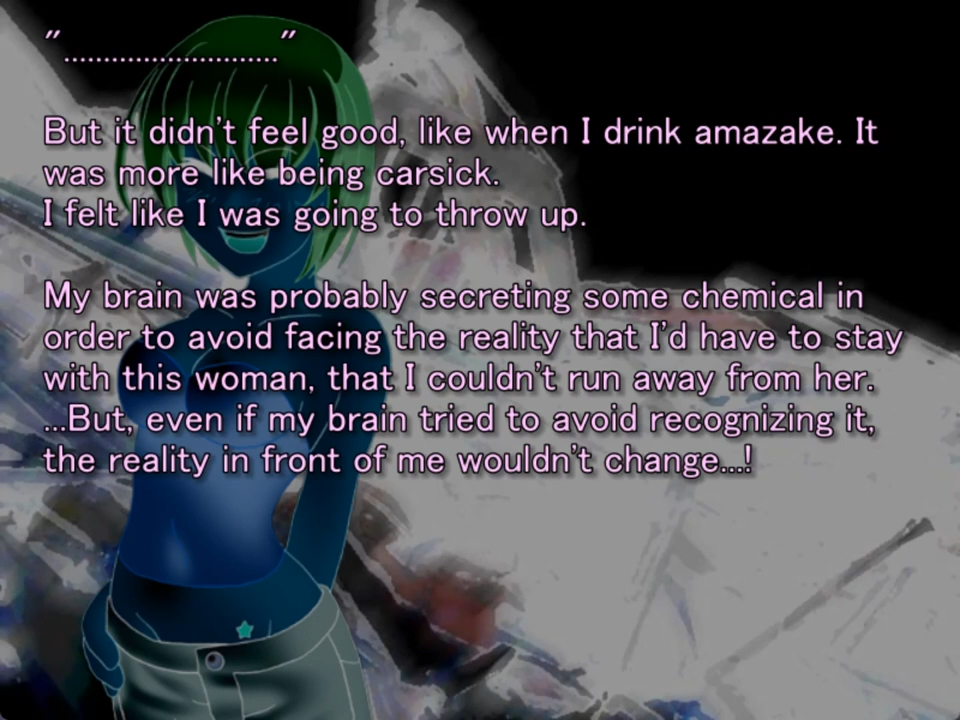 "..........................."
But it didn't feel good, like when I drink amazake. It
was more like being carsick.
I felt like I was going to throw up.
My brain was probably secreting some chemical in
order to avoid facing the reality that I'd have to stay
with this woman, that I couldn't run away from her.
...But, even if my brain tried to avoid recognizing it,
the reality in front of me wouldn't change...!